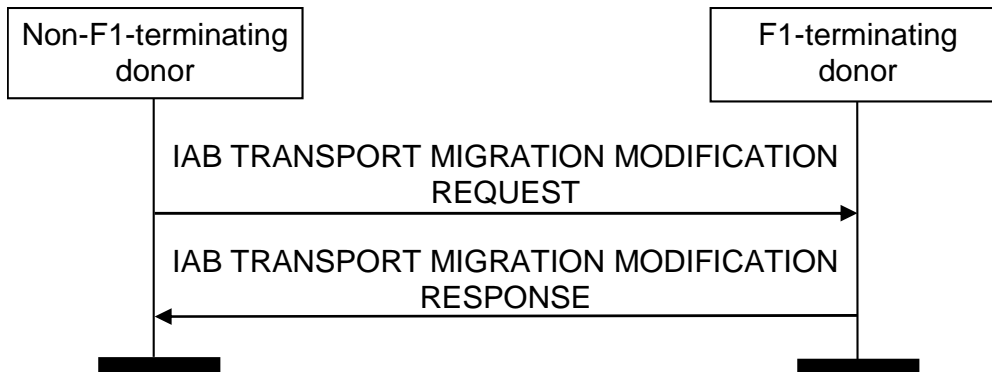 Non-F1-terminating
donor
F1-terminating
donor
IAB TRANSPORT MIGRATION MODIFICATION
REQUEST
IAB TRANSPORT MIGRATION MODIFICATION
RESPONSE